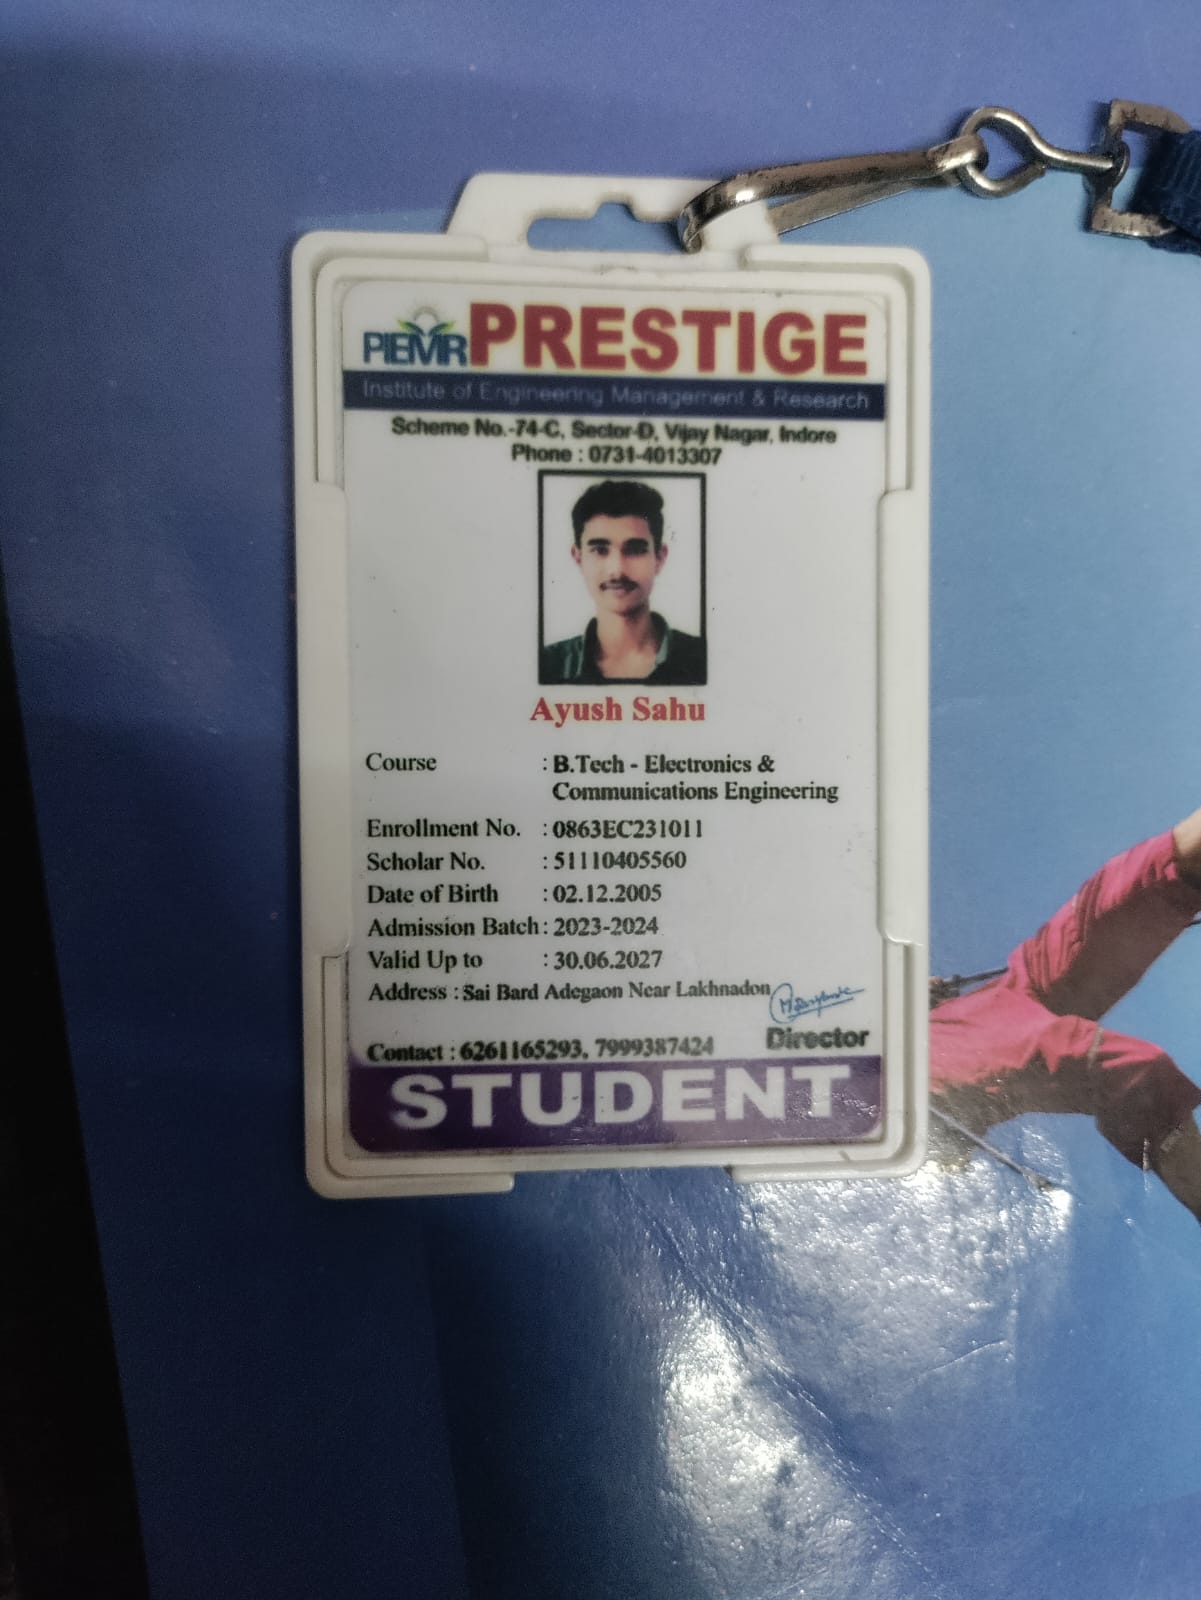 PIEMR PRESTIGE
Institute of Engineering Management & Research
Scheme No.-74-C, Sector-D, Vijay Nagar, Indore
Phone : 0731-4013307
Ayush Sahu
Course : B.Tech - Electronics &
Communications Engineering
Enrollment No. : 0863EC231011
Scholar No. : 51110405560
Date of Birth : 02.12.2005
Admission Batch : 2023-2024
Valid Up to : 30.06.2027
Address : Sai Bard Adegaon Near Lakhnadon
Director
Contact : 6261165293, 7999387424
STUDENT